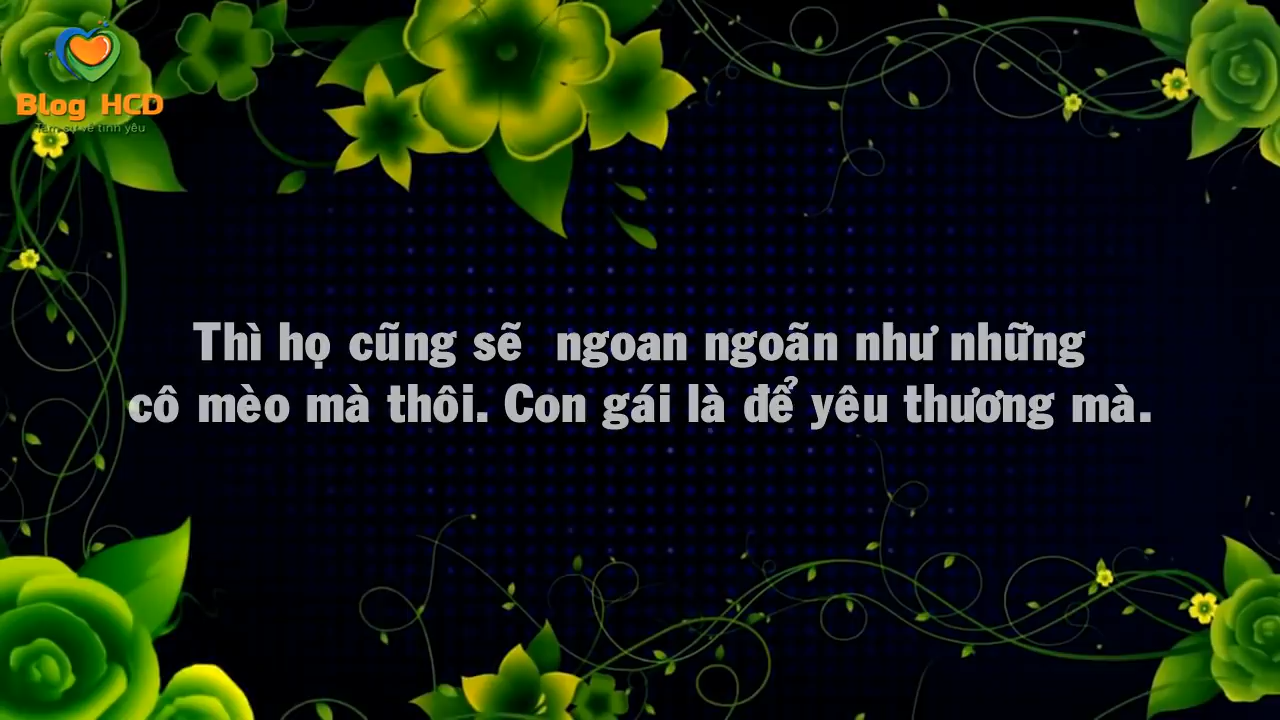 Blog HCD
Tâm sự về tình yêu
Thì họ cũng sẽ  ngoan ngoãn như những
cô mèo mà thôi. Con gái là để yêu thương mà.